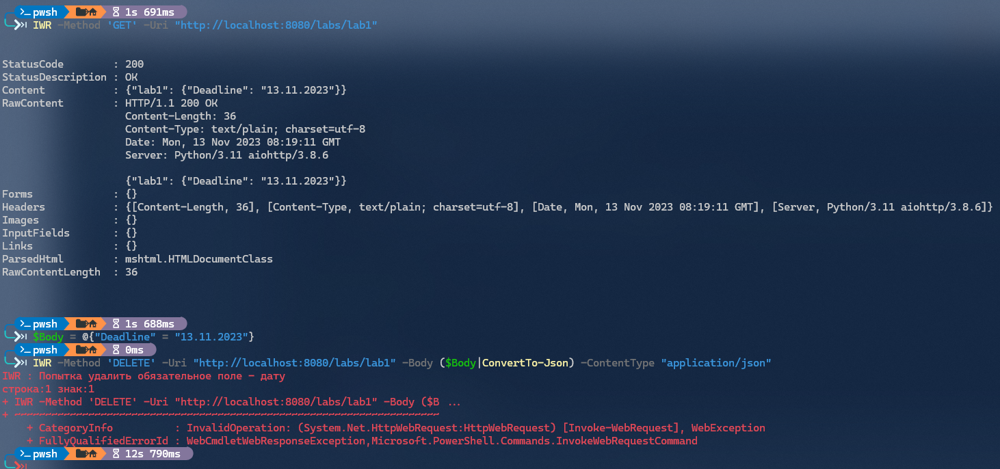 >_ pwsh 1s 691ms
IWR -Method 'GET' -Uri "http://localhost:8080/labs/lab1"
StatusCode : 200
StatusDescription : OK
Content : {"lab1": {"Deadline": "13.11.2023"}}
RawContent : HTTP/1.1 200 OK
Content-Length: 36
Content-Type: text/plain; charset=utf-8
Date: Mon, 13 Nov 2023 08:19:11 GMT
Server: Python/3.11 aiohttp/3.8.6
{"lab1": {"Deadline": "13.11.2023"}}
Forms : {}
Headers : {[Content-Length, 36], [Content-Type, text/plain; charset=utf-8], [Date, Mon, 13 Nov 2023 08:19:11 GMT], [Server, Python/3.11 aiohttp/3.8.6]}
Images : {}
InputFields : {}
Links : {}
ParsedHtml : mshtml.HTMLDocumentClass
RawContentLength : 36
>_ pwsh 1s 688ms
$Body = @{"Deadline" = "13.11.2023"}
>_ pwsh 0ms
IWR -Method 'DELETE' -Uri "http://localhost:8080/labs/lab1" -Body ($Body|ConvertTo-Json) -ContentType "application/json"
IWR : Попытка удалить обязательное поле - дату
строка:1 знак:1
+ IWR -Method 'DELETE' -Uri "http://localhost:8080/labs/lab1" -Body ($B ...
+ ~~~~~~~~~~~~~~~~~~~~~~~~~~~~~~~~~~~~~~~~~~~~~~~~~~~~~~~~~~~~~~~~~~~~~
+ CategoryInfo : InvalidOperation: (System.Net.HttpWebRequest:HttpWebRequest) [Invoke-WebRequest], WebException
+ FullyQualifiedErrorId : WebCmdletWebResponseException,Microsoft.PowerShell.Commands.InvokeWebRequestCommand
>_ pwsh 12s 790ms